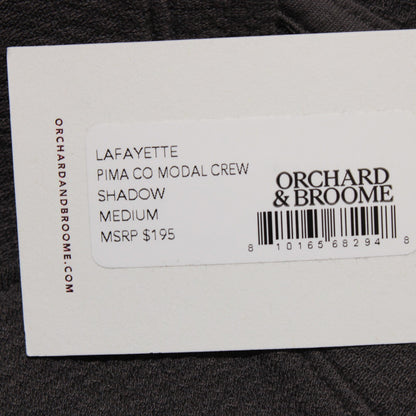 ORCHARDANDBROOME.COM
LAFAYETTE
PIMA CO MODAL CREW
SHADOW
MEDIUM
MSRP $195
ORCHARD
& BROOME
8 10165 68294 8